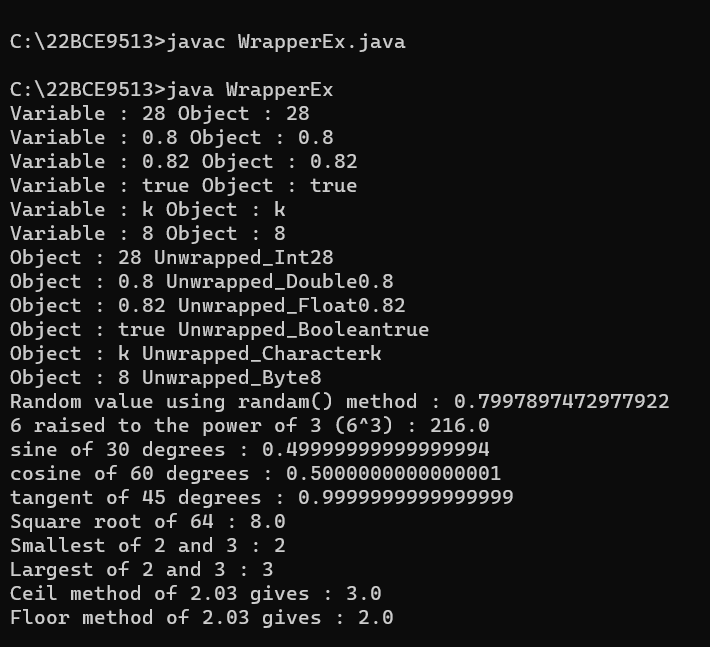 C:\22BCE9513>javac WrapperEx.java
C:\22BCE9513>java WrapperEx
Variable : 28 Object : 28
Variable : 0.8 Object : 0.8
Variable : 0.82 Object : 0.82
Variable : true Object : true
Variable : k Object : k
Variable : 8 Object : 8
Object : 28 Unwrapped_Int28
Object : 0.8 Unwrapped_Double0.8
Object : 0.82 Unwrapped_Float0.82
Object : true Unwrapped_Booleantrue
Object : k Unwrapped_Characterk
Object : 8 Unwrapped_Byte8
Random value using randam() method : 0.7997897472977922
6 raised to the power of 3 (6^3) : 216.0
sine of 30 degrees : 0.49999999999999994
cosine of 60 degrees : 0.5000000000000001
tangent of 45 degrees : 0.9999999999999999
Square root of 64 : 8.0
Smallest of 2 and 3 : 2
Largest of 2 and 3 : 3
Ceil method of 2.03 gives : 3.0
Floor method of 2.03 gives : 2.0